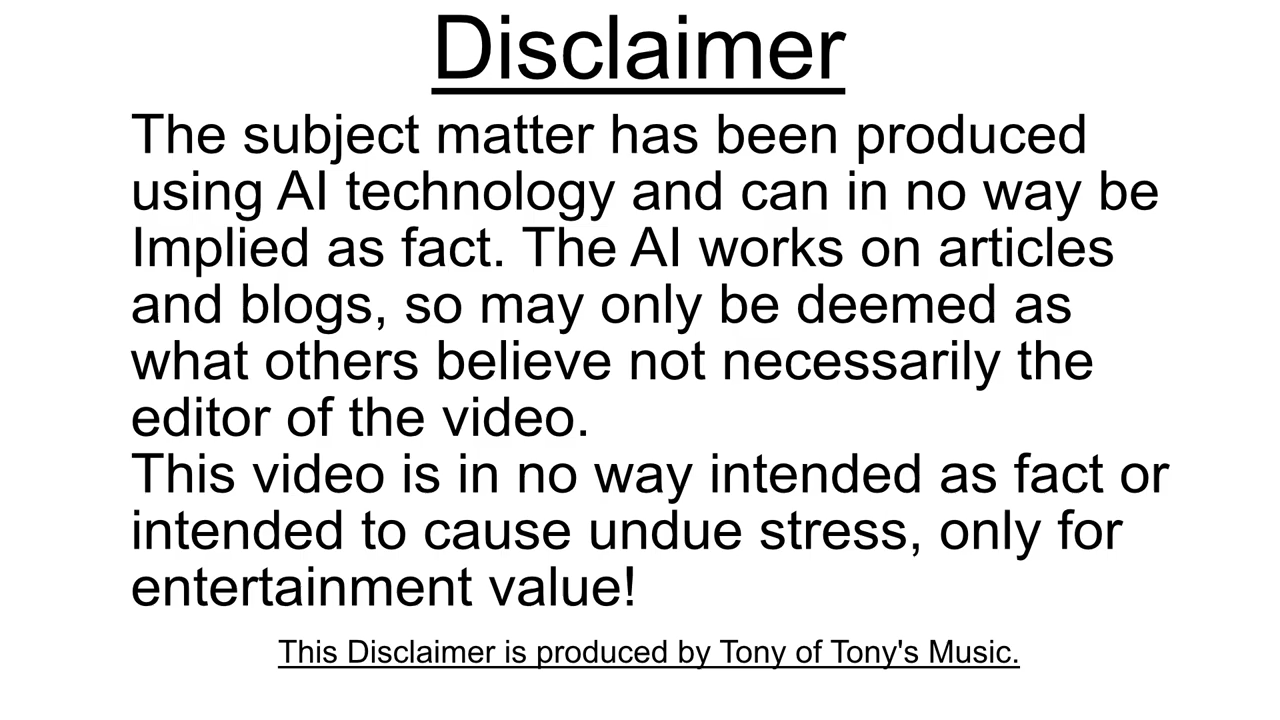 Disclaimer
The subject matter has been produced
using AI technology and can in no way be
Implied as fact. The AI works on articles
and blogs, so may only be deemed as
what others believe not necessarily the
editor of the video.
This video is in no way intended as fact or
intended to cause undue stress, only for
entertainment value!
This Disclaimer is produced by Tony of Tony's Music.